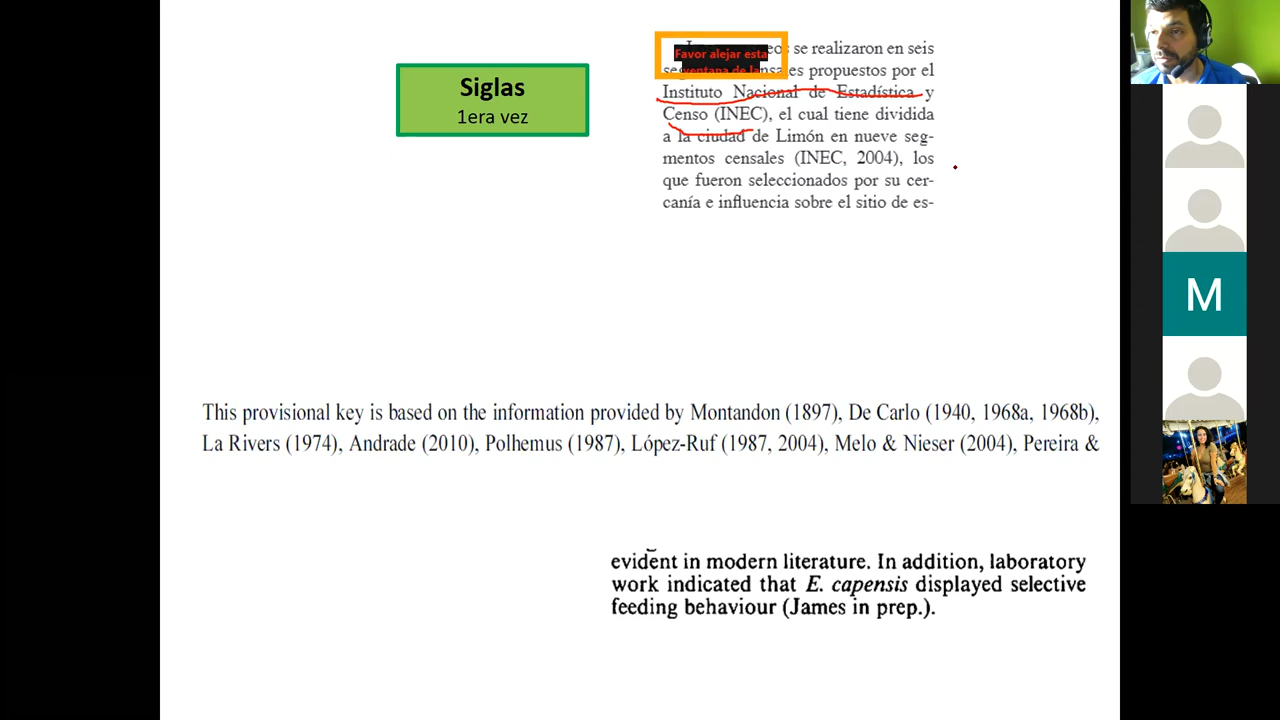 Siglas
1era vez
Favor alejar esta
ventana de la
se realizaron en seis
propuestos por el
Instituto Nacional de Estadística y
Censo (INEC), el cual tiene dividida
a la ciudad de Limón en nueve seg-
mentos censales (INEC, 2004), los
que fueron seleccionados por su cer-
canía e influencia sobre el sitio de es-
M
This provisional key is based on the information provided by Montandon (1897), De Carlo (1940, 1968a, 1968b),
La Rivers (1974), Andrade (2010), Polhemus (1987), López-Ruf (1987, 2004), Melo & Nieser (2004), Pereira &
evident in modern literature. In addition, laboratory
work indicated that E. capensis displayed selective
feeding behaviour (James in prep.).